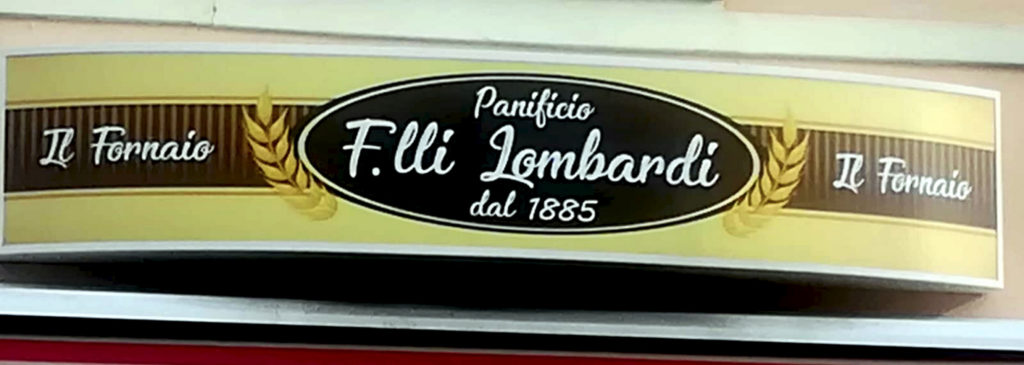 Il Fornaio
Panificio
F.lli Lombardi
dal 1885
Il Fornaio